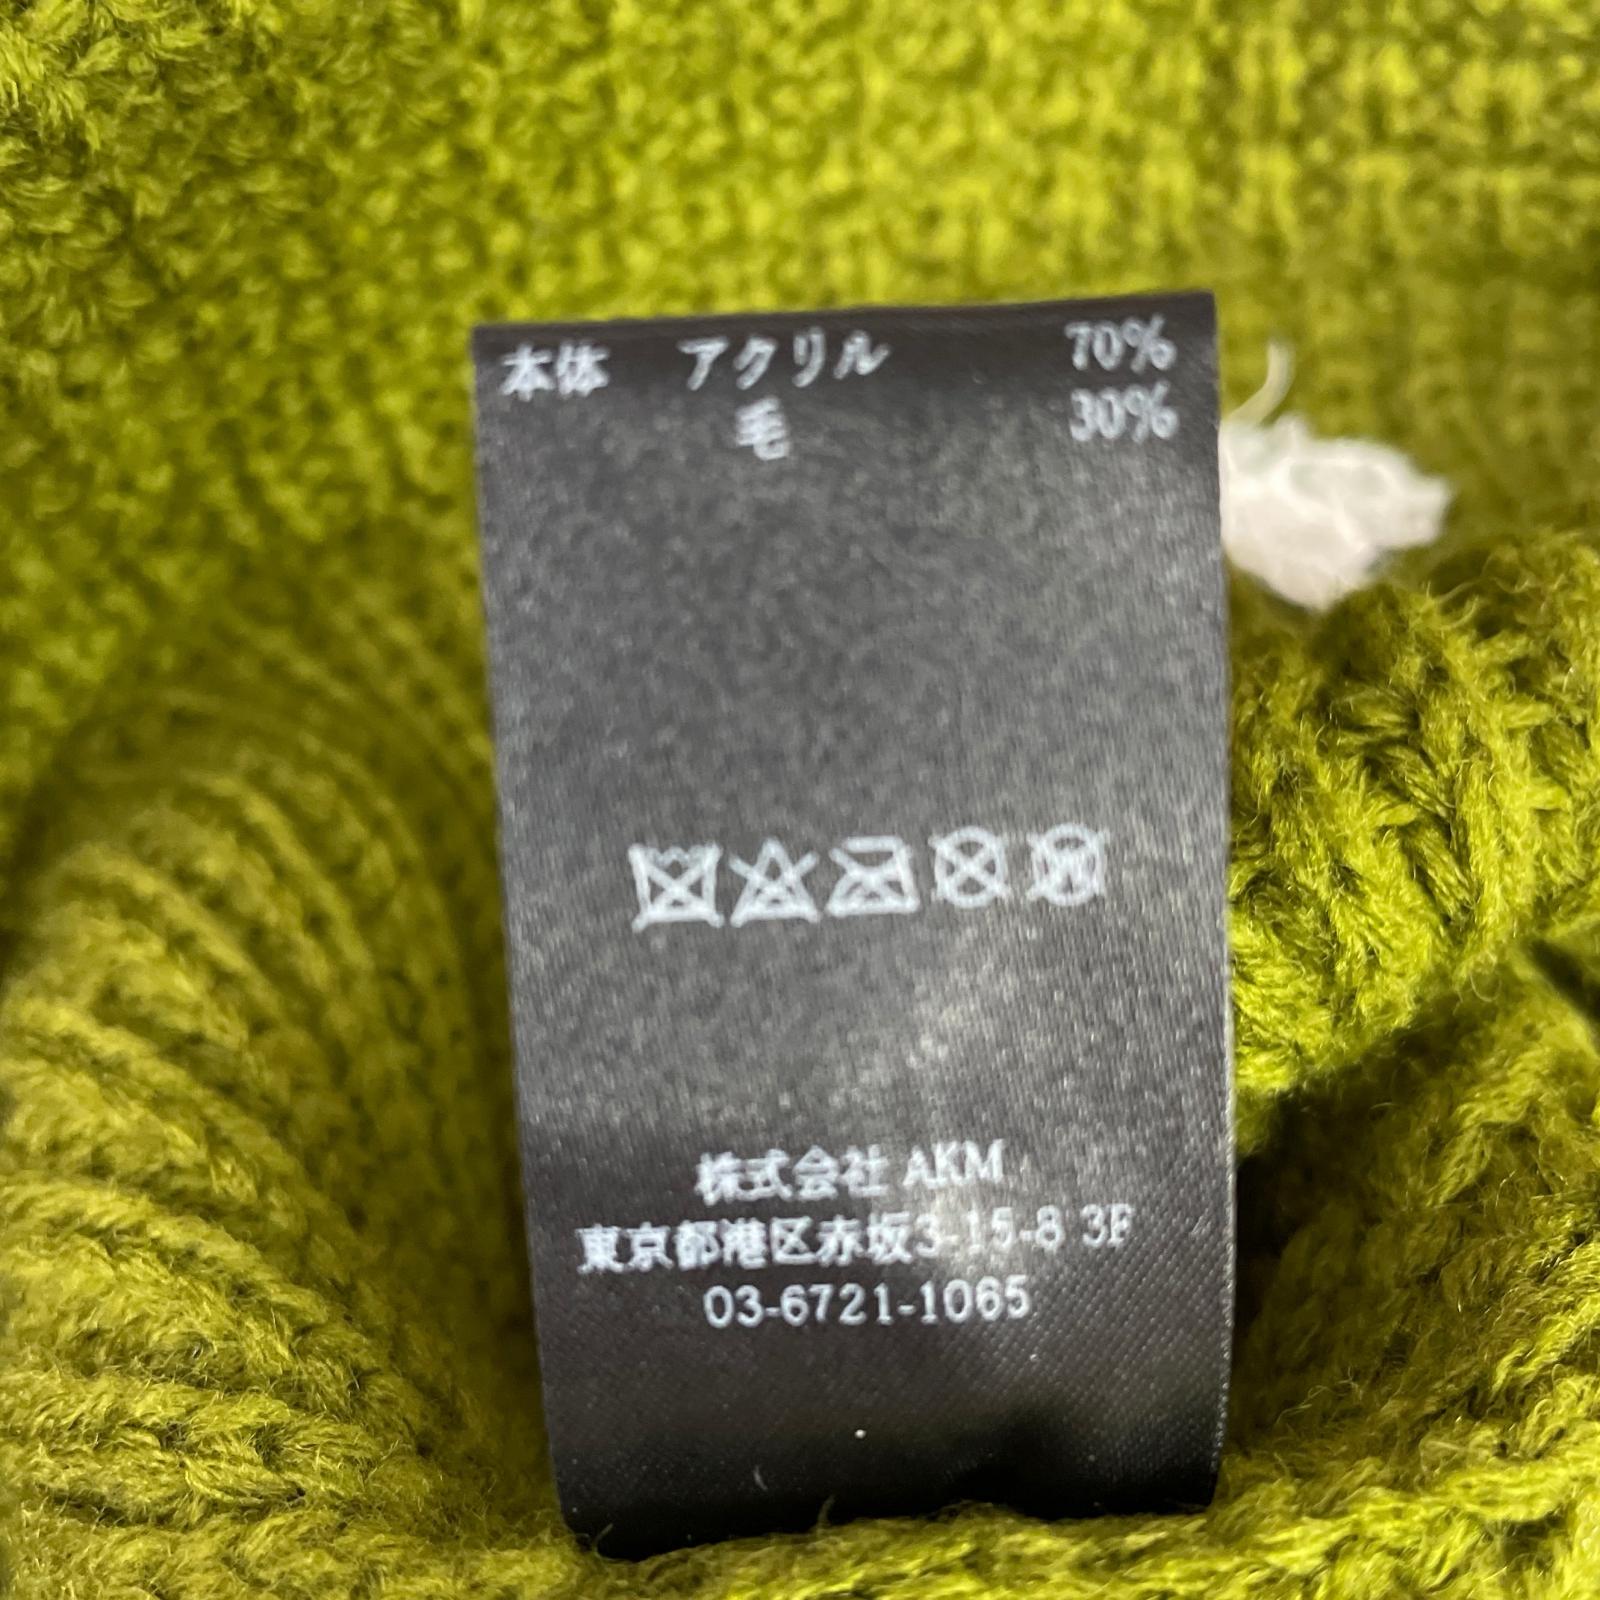 本体 アクリル 70%
毛 30%
株式会社 AKM
東京都港区赤坂3-15-8 3F
03-6721-1065